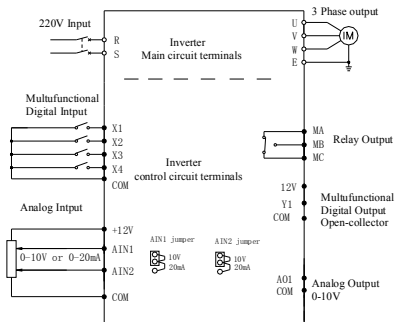 3 Phase output
220V Input
U
V
W
E
IM
R
S
Inverter
Main circuit terminals
Multufunctional
Digital Intput
X1
X2
X3
X4
COM
Inverter
control circuit terminals
MA
MB
MC
Relay Output
12V
Y1
COM
Multufunctional
Digital Output
Open-collector
Analog Intput
+12V
AIN1
0-10V or 0-20mA
AIN2
COM
AIN1 jumper
10V
20mA
AIN2 jumper
10V
20mA
AO1
COM
Analog Output
0-10V